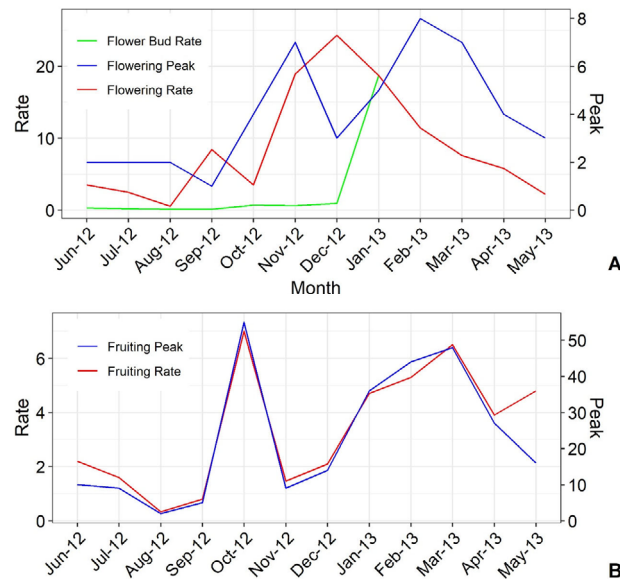 Flower Bud Rate
Flowering Peak
Flowering Rate
Rate
20
10
0
8
6
4
2
0
Peak
Jun-12 Jul-12 Aug-12 Sep-12 Oct-12 Nov-12 Dec-12 Jan-13 Feb-13 Mar-13 Apr-13 May-13
Month
A
Fruiting Peak
Fruiting Rate
Rate
6
4
2
0
50
40
30
20
10
0
Peak
Jun-12 Jul-12 Aug-12 Sep-12 Oct-12 Nov-12 Dec-12 Jan-13 Feb-13 Mar-13 Apr-13 May-13
B